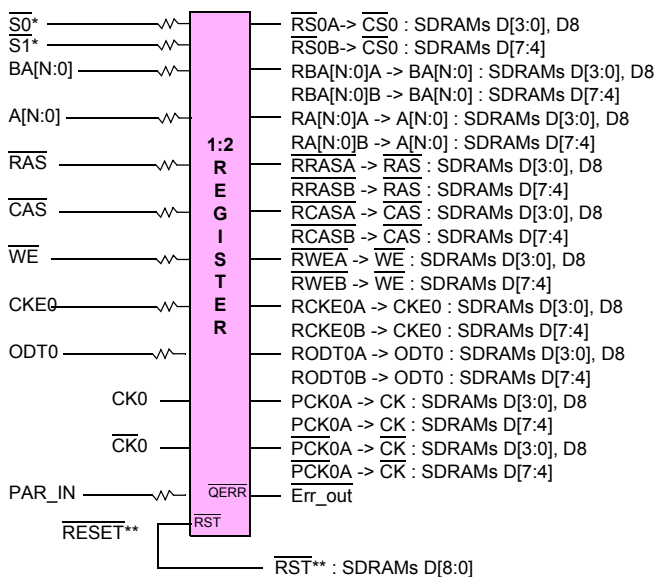 S0*
S1*
BA[N:0]
A[N:0]
RAS
CAS
WE
CKE0
ODT0
CK0
CK0
PAR_IN
RESET**
1:2
R
E
G
I
S
T
E
R
QERR
RST
RS0A-> CS0 : SDRAMs D[3:0], D8
RS0B-> CS0 : SDRAMs D[7:4]
RBA[N:0]A -> BA[N:0] : SDRAMs D[3:0], D8
RBA[N:0]B -> BA[N:0] : SDRAMs D[7:4]
RA[N:0]A -> A[N:0] : SDRAMs D[3:0], D8
RA[N:0]B -> A[N:0] : SDRAMs D[7:4]
RRASA -> RAS : SDRAMs D[3:0], D8
RRASB -> RAS : SDRAMs D[7:4]
RCASA -> CAS : SDRAMs D[3:0], D8
RCASB -> CAS : SDRAMs D[7:4]
RWEA -> WE : SDRAMs D[3:0], D8
RWEB -> WE : SDRAMs D[7:4]
RCKE0A -> CKE0 : SDRAMs D[3:0], D8
RCKE0B -> CKE0 : SDRAMs D[7:4]
RODT0A -> ODT0 : SDRAMs D[3:0], D8
RODT0B -> ODT0 : SDRAMs D[7:4]
PCK0A -> CK : SDRAMs D[3:0], D8
PCK0A -> CK : SDRAMs D[7:4]
PCK0A -> CK : SDRAMs D[3:0], D8
PCK0A -> CK : SDRAMs D[7:4]
Err_out
RST** : SDRAMs D[8:0]